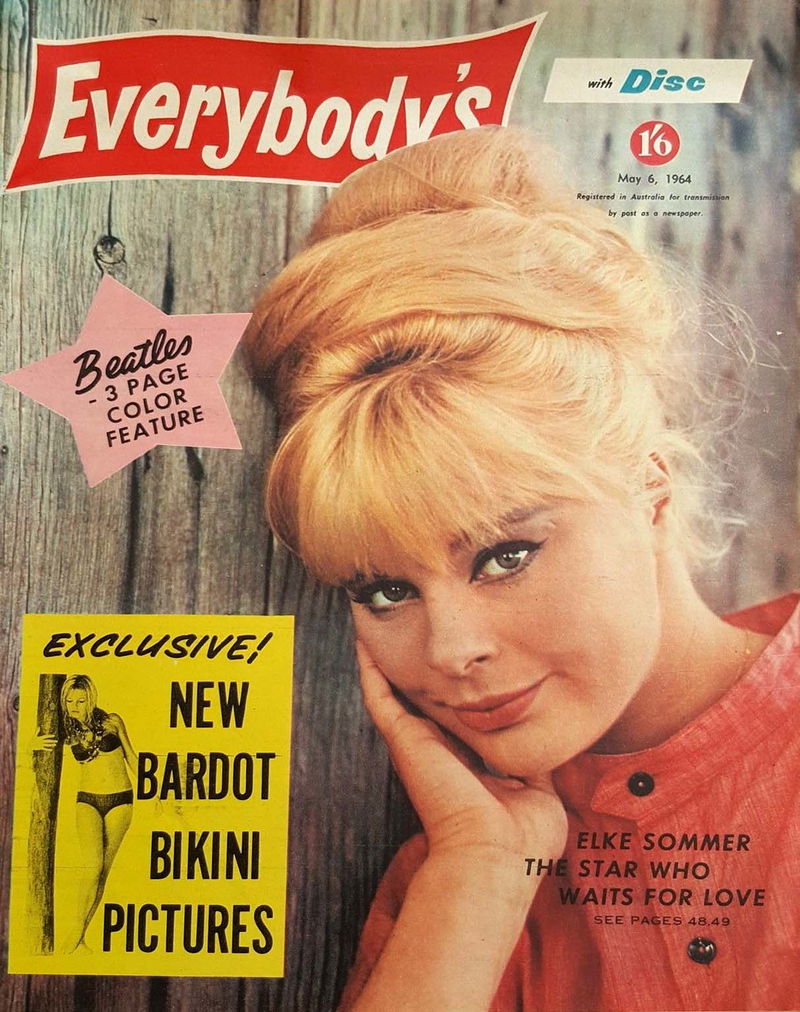 Everybody's
with Disc
1'6
May 6, 1964
Registered in Australia for transmission
by post as a newspaper.
Beatles
- 3 PAGE
COLOR
FEATURE
EXCLUSIVE!
NEW
BARDOT
BIKINI
PICTURES
ELKE SOMMER
THE STAR WHO
WAITS FOR LOVE
SEE PAGES 48,49